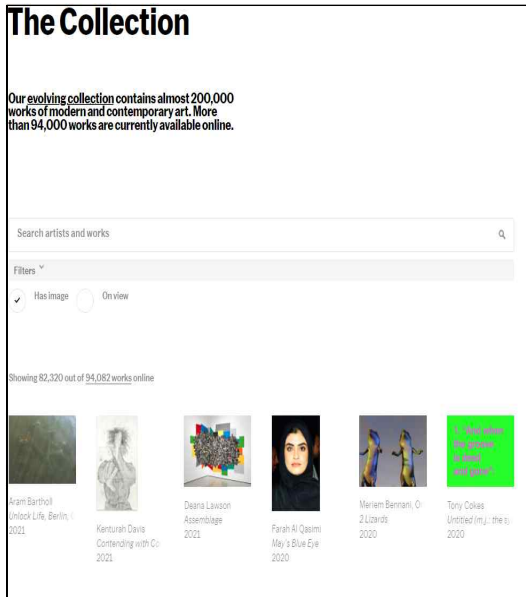 The Collection
Our evolving collection contains almost 200,000
works of modern and contemporary art. More
than 94,000 works are currently available online.
Search artists and works
Filters
Has image
On view
Showing 82,320 out of 94,082 works online
Aram Bartholl
Unlock Life, Berlin,
2021
Kenturah Davis
Contending with
2021
Deana Lawson
Assemblage
2021
Farah Al Qasimi
May's Blue Eye
2020
Meriem Bennani,
2 Lizards
2020
Tony Cokes
Untitled (m.j.: the
2020